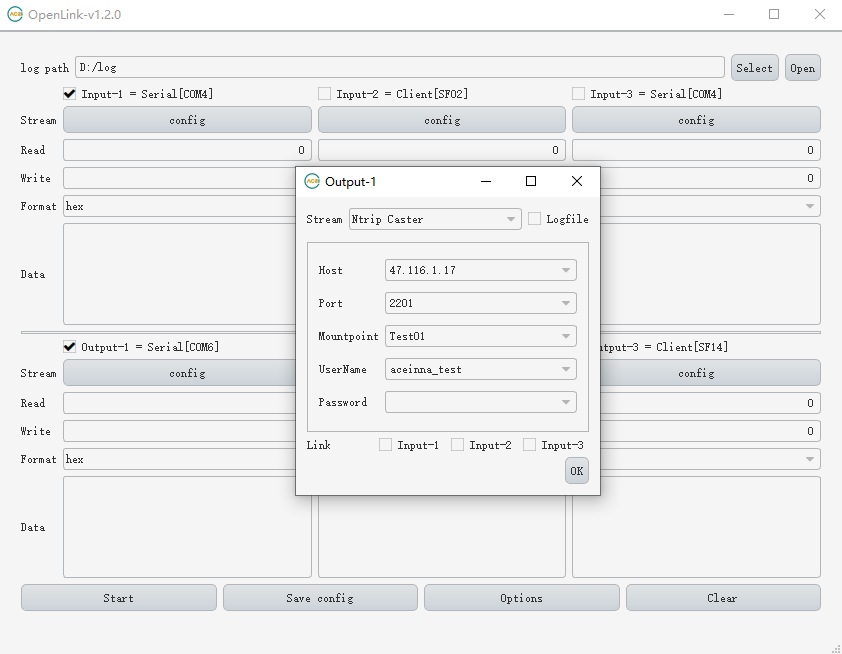 OpenLink-v1.2.0
log path D:/log Select Open
Input-1 = Serial[COM4] Input-2 = Client[SF02] Input-3 = Serial[COM4]
Stream config config config
Read 0 0 0
Write 0
Format hex
Data
Output-1 = Serial[COM6] utput-3 = Client[SF14]
Stream config config
Read 0
Write 0
Format hex
Data
Start Save config Options Clear
ACEI Output-1
Stream Ntrip Caster Logfile
Host 47.116.1.17
Port 2201
Mountpoint Test01
UserName aceinna_test
Password
Link Input-1 Input-2 Input-3
OK